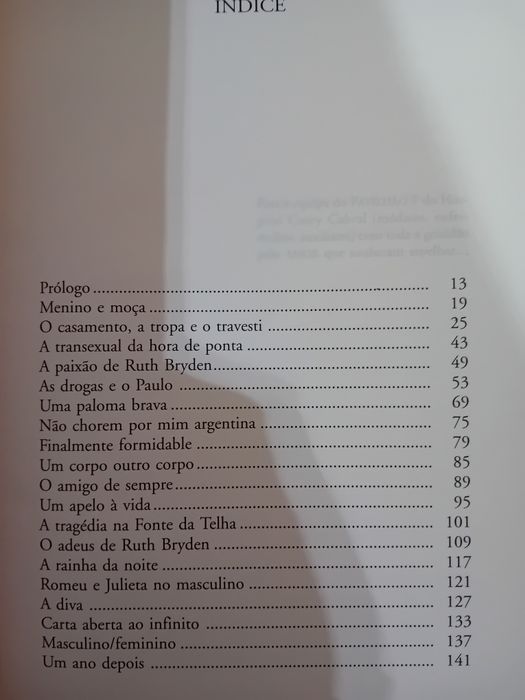 ÍNDICE
Prólogo ........ 13
Menino e moça ........ 19
O casamento, a tropa e o travesti ........ 25
A transexual da hora de ponta ........ 43
A paixão de Ruth Bryden ........ 49
As drogas e o Paulo ........ 53
Uma paloma brava ........ 69
Não chorem por mim argentina ........ 75
Finalmente formidable ........ 79
Um corpo outro corpo ........ 85
O amigo de sempre ........ 89
Um apelo à vida ........ 95
A tragédia na Fonte da Telha ........ 101
O adeus de Ruth Bryden ........ 109
A rainha da noite ........ 117
Romeu e Julieta no masculino ........ 121
A diva ........ 127
Carta aberta ao infinito ........ 133
Masculino/feminino ........ 137
Um ano depois ........ 141